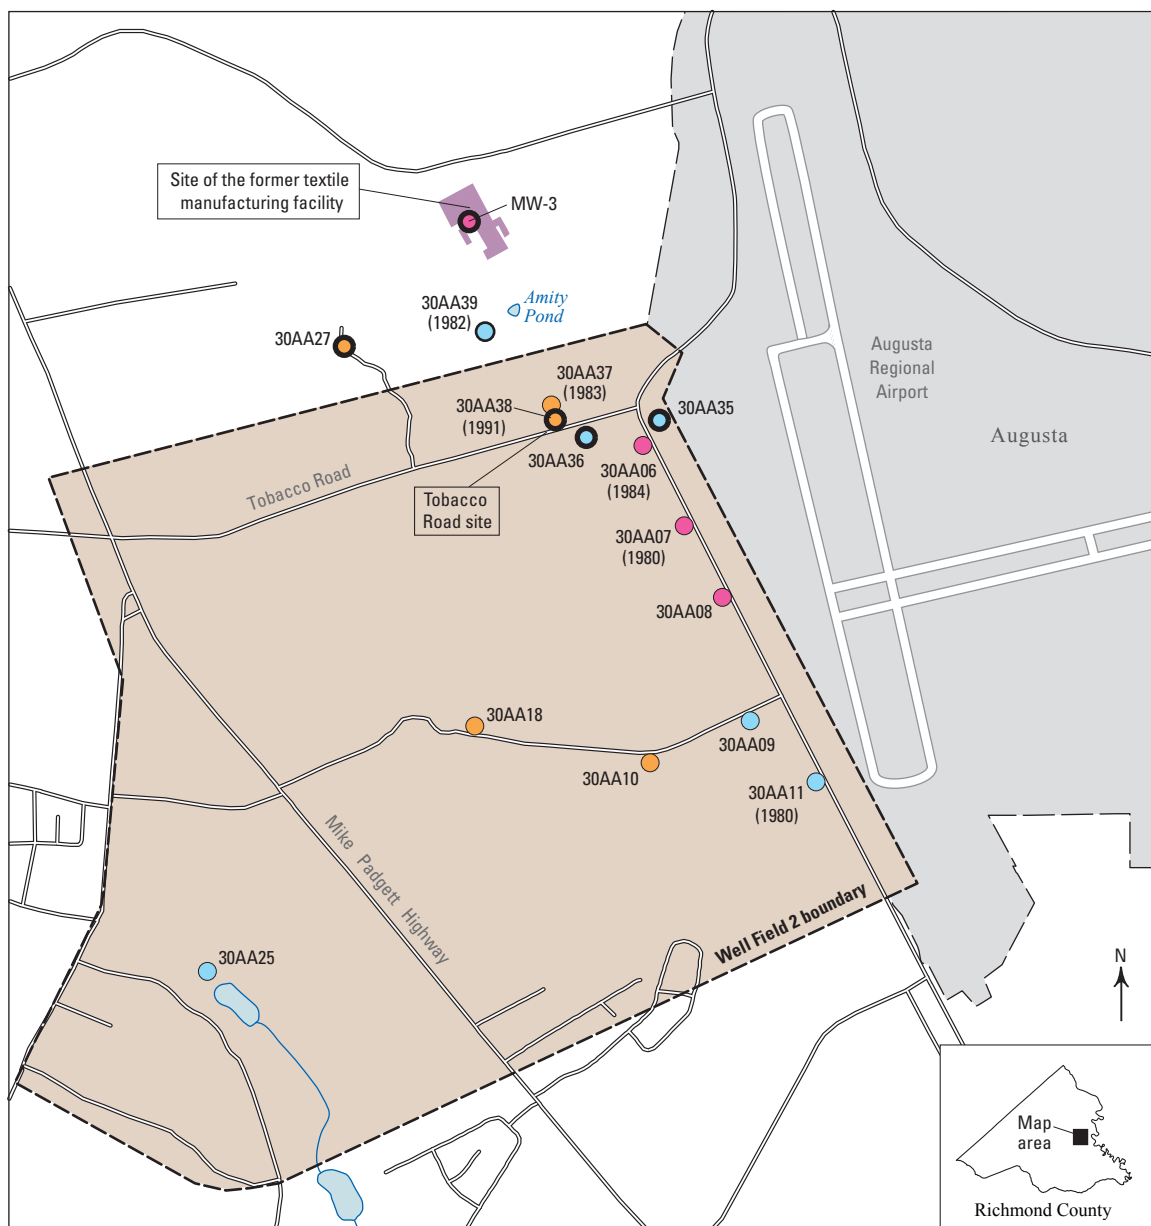 Site of the former textile
manufacturing facility
MW-3
30AA39
(1982)
Amity
Pond
30AA27
Augusta
Regional
Airport
30AA37
(1983)
30AA38
(1991)
30AA35
Augusta
30AA36
30AA06
(1984)
Tobacco Road
Tobacco
Road site
30AA07
(1980)
30AA08
30AA18
30AA09
30AA10
30AA11
(1980)
Mike Padgett Highway
Well Field 2 boundary
30AA25
N
Map
area
Richmond County